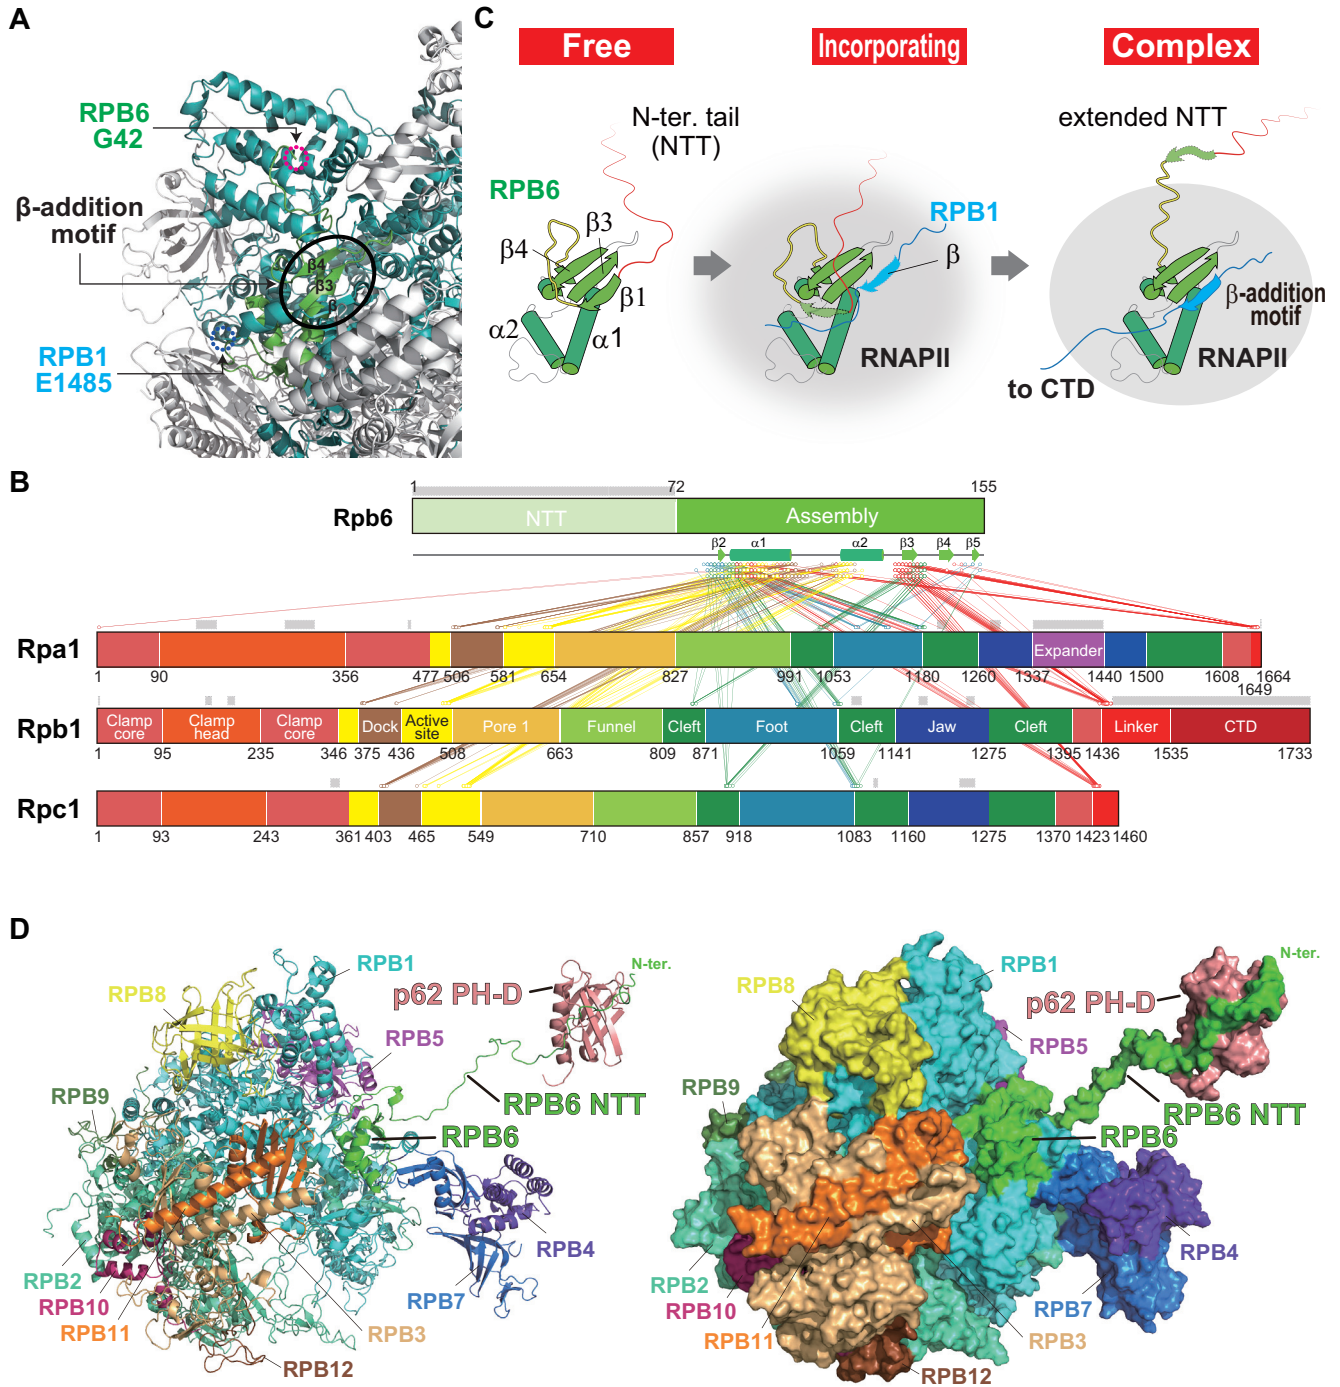 A
RPB6
G42
β-addition
motif
β4
β3
β
RPB1
E1485
C
Free
Incorporating
Complex
N-ter. tail
(NTT)
extended NTT
RPB6
β3
β4
β1
α2
α1
RPB1
β
RNAPII
β-addition
motif
RNAPII
to CTD
B
1
72
155
Rpb6
NTT
Assembly
β2
α1
α2
β3
β4
β5
Rpa1
Expander
1
90
356
477
506
581
654
827
991
1053
1180
1260
1337
1440
1500
1608
1664
1649
Rpb1
Clamp
core
Clamp
head
Clamp
core
Dock
Active
site
Pore 1
Funnel
Cleft
Foot
Cleft
Jaw
Cleft
Linker
CTD
1
95
235
346
375
436
508
663
809
871
1059
1141
1275
1395
1436
1535
1733
Rpc1
1
93
243
361
403
465
549
710
857
918
1083
1160
1275
1370
1423
1460
D
RPB8
RPB1
p62 PH-D
N-ter.
RPB5
RPB9
RPB6 NTT
RPB6
RPB4
RPB2
RPB10
RPB11
RPB7
RPB3
RPB12
RPB8
RPB1
p62 PH-D
N-ter.
RPB5
RPB9
RPB6 NTT
RPB6
RPB4
RPB2
RPB10
RPB11
RPB7
RPB3
RPB12